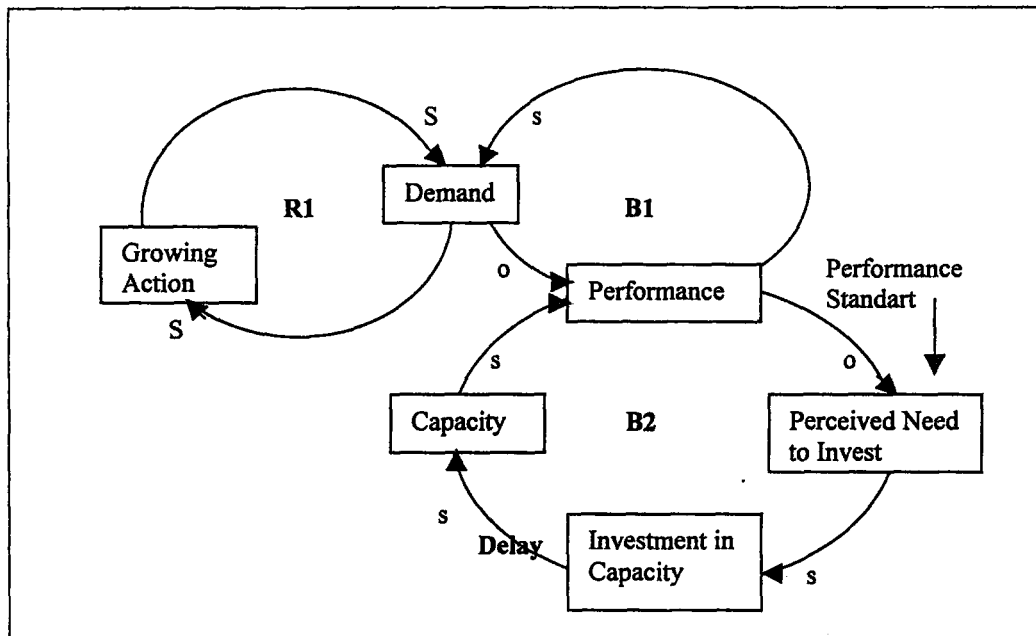 S
s
Demand
R1
B1
Growing
Action
o
Performance
Performance
Standart
S
s
o
Capacity
B2
Perceived Need
to Invest
s
Delay
Investment in
Capacity
s